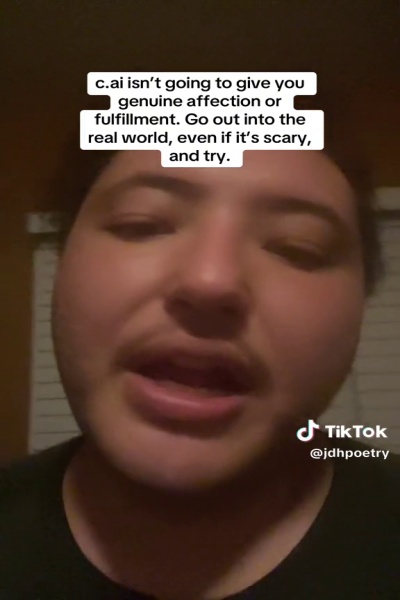 c.ai isn’t going to give you
genuine affection or
fulfillment. Go out into the
real world, even if it’s scary,
and try.
TikTok
@jdhpoetry